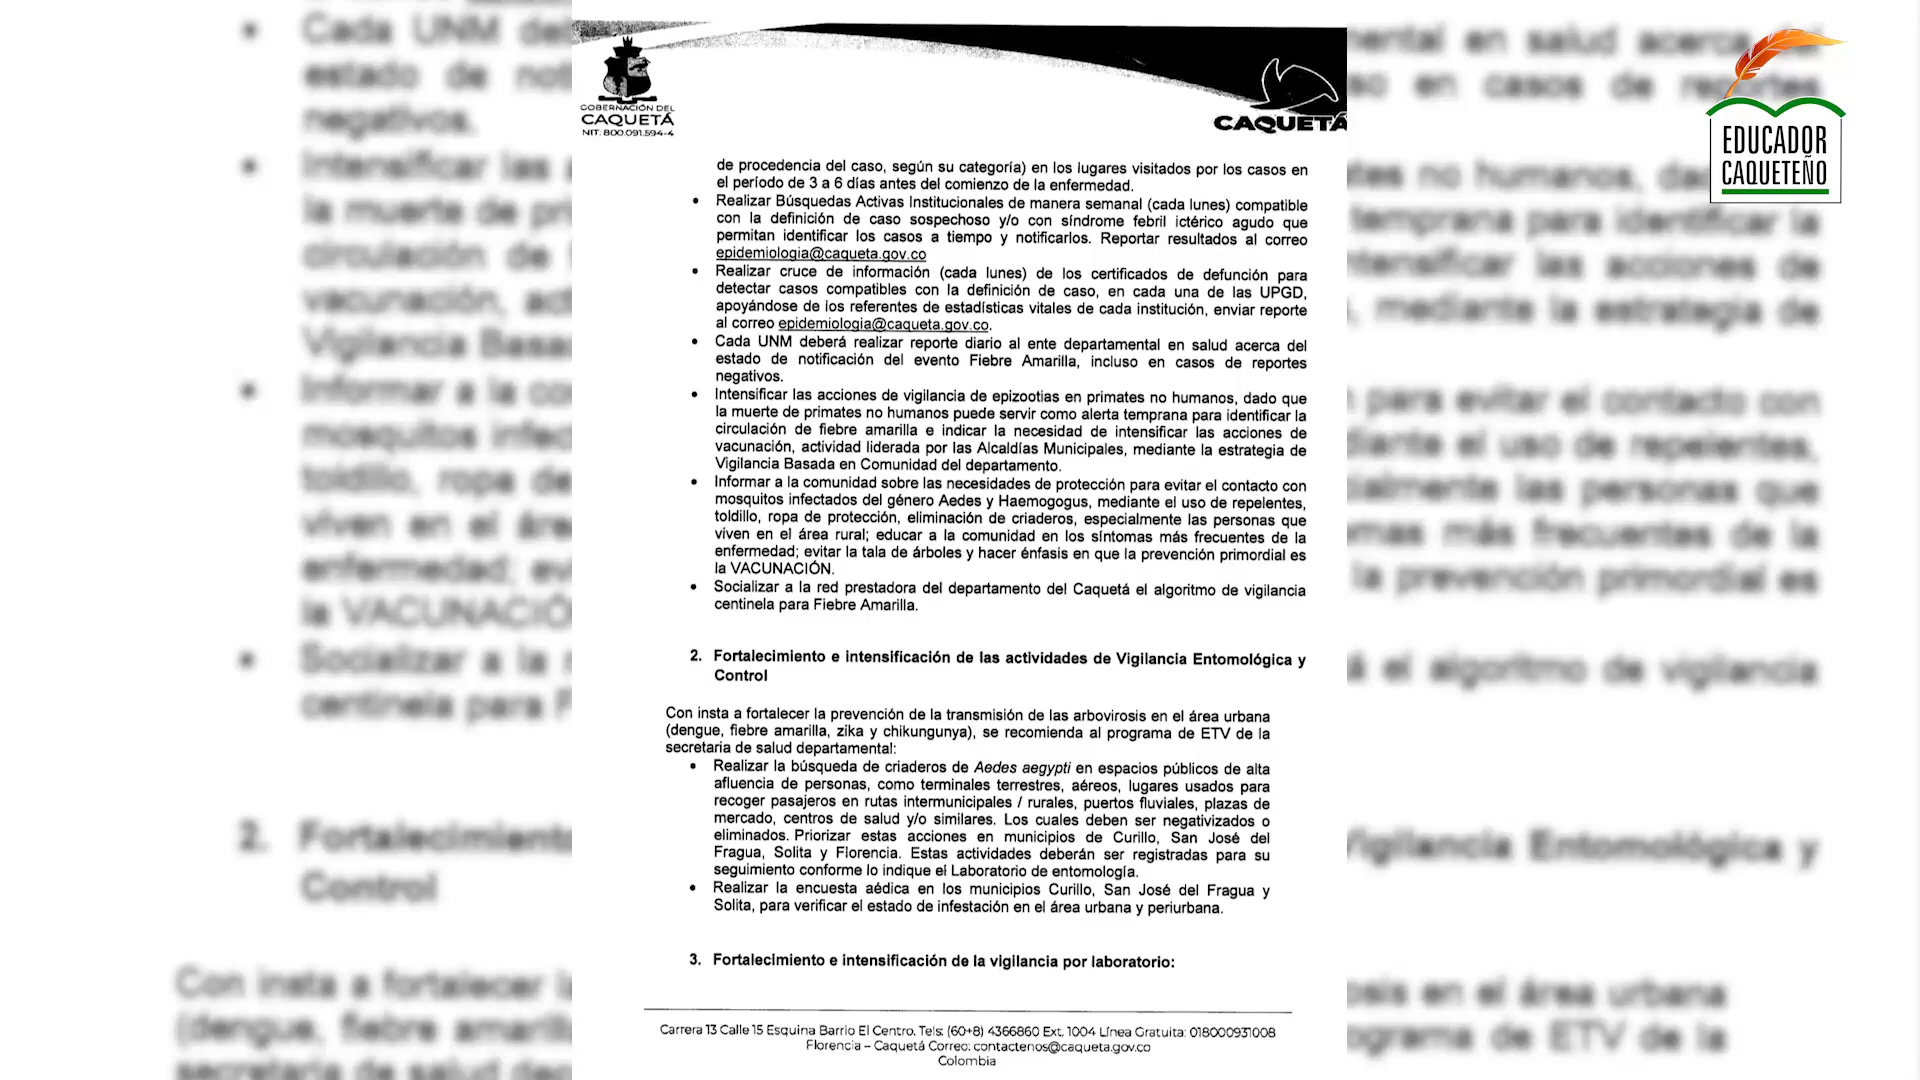 GOBERNACIÓN DEL
CAQUETÁ
NIT: 800.091.594-4
CAQUETÁ
EDUCADOR
CAQUETEÑO
de procedencia del caso, según su categoría) en los lugares visitados por los casos en
el período de 3 a 6 días antes del comienzo de la enfermedad.
• Realizar Búsquedas Activas Institucionales de manera semanal (cada lunes) compatible
con la definición de caso sospechoso y/o con síndrome febril ictérico agudo que
permitan identificar los casos a tiempo y notificarlos. Reportar resultados al correo
epidemiologia@caqueta.gov.co
• Realizar cruce de información (cada lunes) de los certificados de defunción para
detectar casos compatibles con la definición de caso, en cada una de las UPGD,
apoyándose de los referentes de estadísticas vitales de cada institución, enviar reporte
al correo epidemiologia@caqueta.gov.co.
• Cada UNM deberá realizar reporte diario al ente departamental en salud acerca del
estado de notificación del evento Fiebre Amarilla, incluso en casos de reportes
negativos.
• Intensificar las acciones de vigilancia de epizootias en primates no humanos, dado que
la muerte de primates no humanos puede servir como alerta temprana para identificar la
circulación de fiebre amarilla e indicar la necesidad de intensificar las acciones de
vacunación, actividad liderada por las Alcaldías Municipales, mediante la estrategia de
Vigilancia Basada en Comunidad del departamento.
• Informar a la comunidad sobre las necesidades de protección para evitar el contacto con
mosquitos infectados del género Aedes y Haemogogus, mediante el uso de repelentes,
toldillo, ropa de protección, eliminación de criaderos, especialmente las personas que
viven en el área rural; educar a la comunidad en los síntomas más frecuentes de la
enfermedad; evitar la tala de árboles y hacer énfasis en que la prevención primordial es
la VACUNACIÓN.
• Socializar a la red prestadora del departamento del Caquetá el algoritmo de vigilancia
centinela para Fiebre Amarilla.
2. Fortalecimiento e intensificación de las actividades de Vigilancia Entomológica y
Control
Con insta a fortalecer la prevención de la transmisión de las arbovirosis en el área urbana
(dengue, fiebre amarilla, zika y chikungunya), se recomienda al programa de ETV de la
secretaria de salud departamental:
• Realizar la búsqueda de criaderos de Aedes aegypti en espacios públicos de alta
afluencia de personas, como terminales terrestres, aéreos, lugares usados para
recoger pasajeros en rutas intermunicipales / rurales, puertos fluviales, plazas de
mercado, centros de salud y/o similares. Los cuales deben ser negativizados o
eliminados. Priorizar estas acciones en municipios de Curillo, San José del
Fragua, Solita y Florencia. Estas actividades deberán ser registradas para su
seguimiento conforme lo indique el Laboratorio de entomología.
• Realizar la encuesta aédica en los municipios Curillo, San José del Fragua y
Solita, para verificar el estado de infestación en el área urbana y periurbana.
3. Fortalecimiento e intensificación de la vigilancia por laboratorio:
Carrera 13 Calle 15 Esquina Barrio El Centro. Tels: (60+8) 4366860 Ext. 1004 Línea Gratuita: 018000931008
Florencia – Caquetá Correo: contactenos@caqueta.gov.co
Colombia